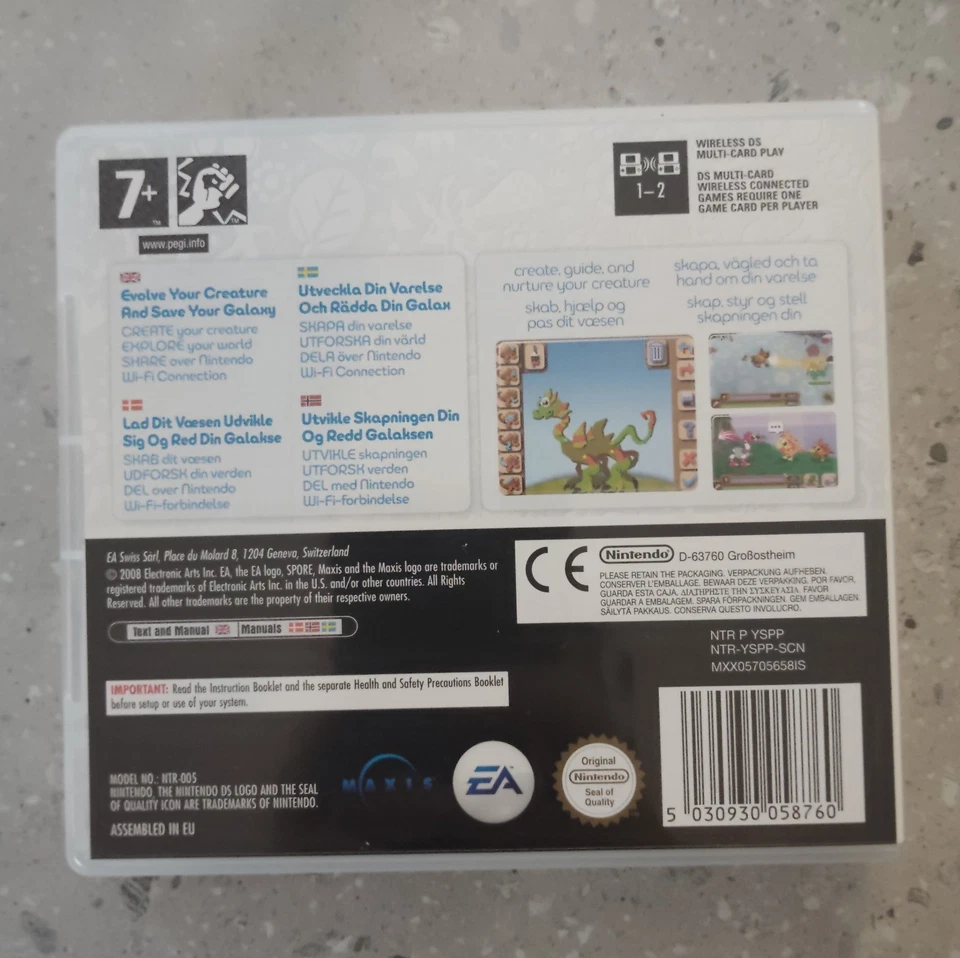 7+
TM
TM
www.pegi.info
1-2
WIRELESS DS
MULTI-CARD PLAY
DS MULTI-CARD
WIRELESS CONNECTED
GAMES REQUIRE ONE
GAME CARD PER PLAYER
Evolve Your Creature
And Save Your Galaxy
CREATE your creature
EXPLORE your world
SHARE over Nintendo
Wi-Fi Connection
Utveckla Din Varelse
Och Rädda Din Galax
SKAPA din varelse
UTFORSKA din värld
DELA över Nintendo
Wi-Fi Connection
Lad Dit Væsen Udvikle
Sig Og Red Din Galakse
SKAB dit væsen
UDFORSK din verden
DEL over Nintendo
Wi-Fi-forbindelse
Utvikle Skapningen Din
Og Redd Galaksen
UTVIKLE skapningen
UTFORSK verden
DEL med Nintendo
Wi-Fi-forbindelse
create, guide, and
nurture your creature
skab, hjælp og
pas dit væsen
skapa, vägled och ta
hand om din varelse
skap, styr og stell
skapningen din
EA Swiss Sàrl, Place du Molard 8, 1204 Geneva, Switzerland
© 2008 Electronic Arts Inc. EA, the EA logo, SPORE, Maxis and the Maxis logo are trademarks or
registered trademarks of Electronic Arts Inc. in the U.S. and/or other countries. All Rights
Reserved. All other trademarks are the property of their respective owners.
Text and Manual
Manuals
CE
Nintendo® D-63760 Großostheim
PLEASE RETAIN THE PACKAGING. VERPACKUNG AUFHEBEN.
CONSERVER L'EMBALLAGE. BEWAAR DEZE VERPAKKING. POR FAVOR,
GUARDA ESTA CAJA. ΔΙΑΤΗΡΗΣΤΕ ΤΗΝ ΣΥΣΚΕΥΑΣΙΑ. FAVOR
GUARDAR A EMBALAGEM. SPARA FÖRPACKNINGEN. GEM EMBALLAGEN.
SÄILYTÄ PAKKAUS. CONSERVA QUESTO INVOLUCRO.
NTR P YSPP
NTR-YSPP-SCN
MXX05705658IS
IMPORTANT: Read the Instruction Booklet and the separate Health and Safety Precautions Booklet
before setup or use of your system.
MODEL NO.: NTR-005
NINTENDO, THE NINTENDO DS LOGO AND THE SEAL
OF QUALITY ICON ARE TRADEMARKS OF NINTENDO.
ASSEMBLED IN EU
MAXIS
EA
Original
Nintendo
Seal of
Quality
5 030930 058760